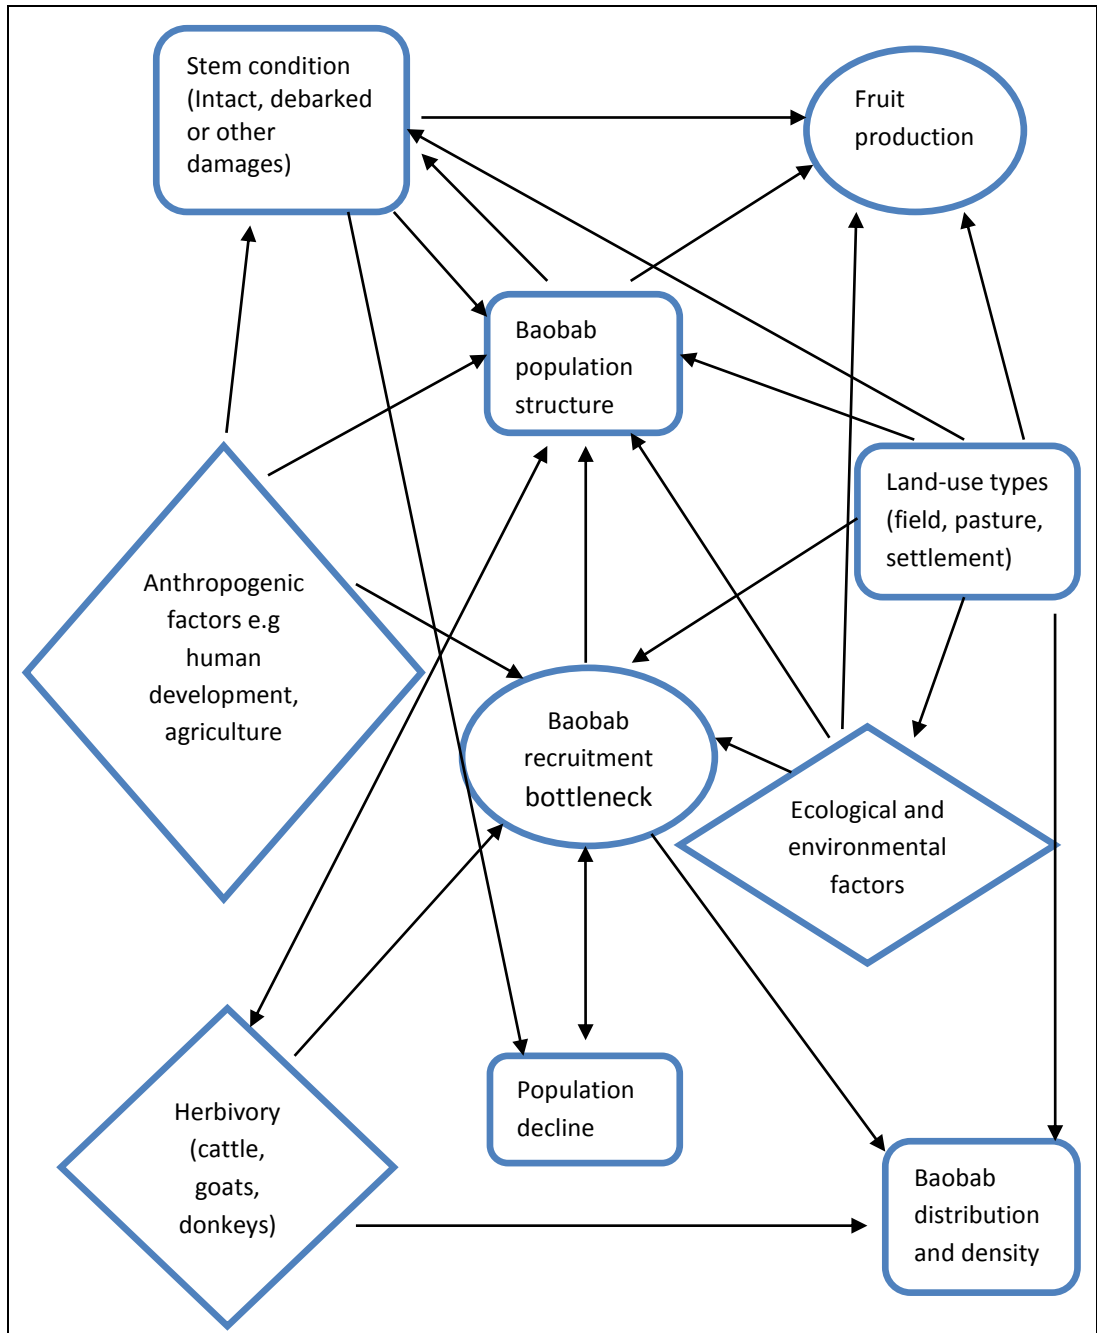 Stem condition
(Intact, debarked
or other
damages)
Fruit
production
Baobab
population
structure
Land-use types
(field, pasture,
settlement)
Anthropogenic
factors e.g
human
development,
agriculture
Baobab
recruitment
bottleneck
Ecological and
environmental
factors
Population
decline
Herbivory
(cattle,
goats,
donkeys)
Baobab
distribution
and density